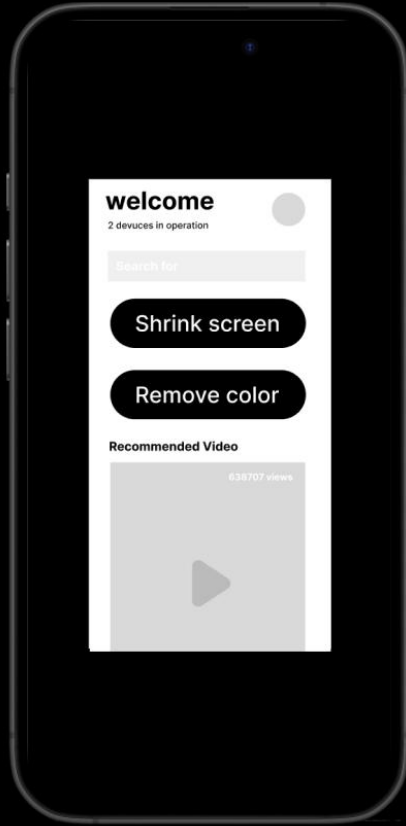 welcome
2 devuces in operation
Search for
Shrink screen
Remove color
Recommended Video
638707 views